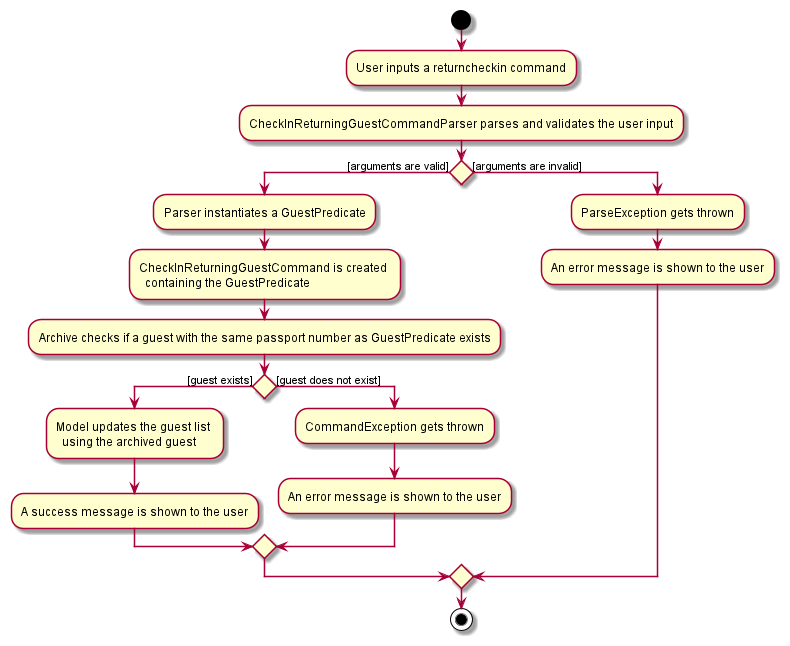 User inputs a returncheckin command
CheckInReturningGuestCommandParser parses and validates the user input
[arguments are valid]
[arguments are invalid]
Parser instantiates a GuestPredicate
ParseException gets thrown
CheckInReturningGuestCommand is created
containing the GuestPredicate
An error message is shown to the user
Archive checks if a guest with the same passport number as GuestPredicate exists
[guest exists]
[guest does not exist]
Model updates the guest list
using the archived guest
CommandException gets thrown
A success message is shown to the user
An error message is shown to the user